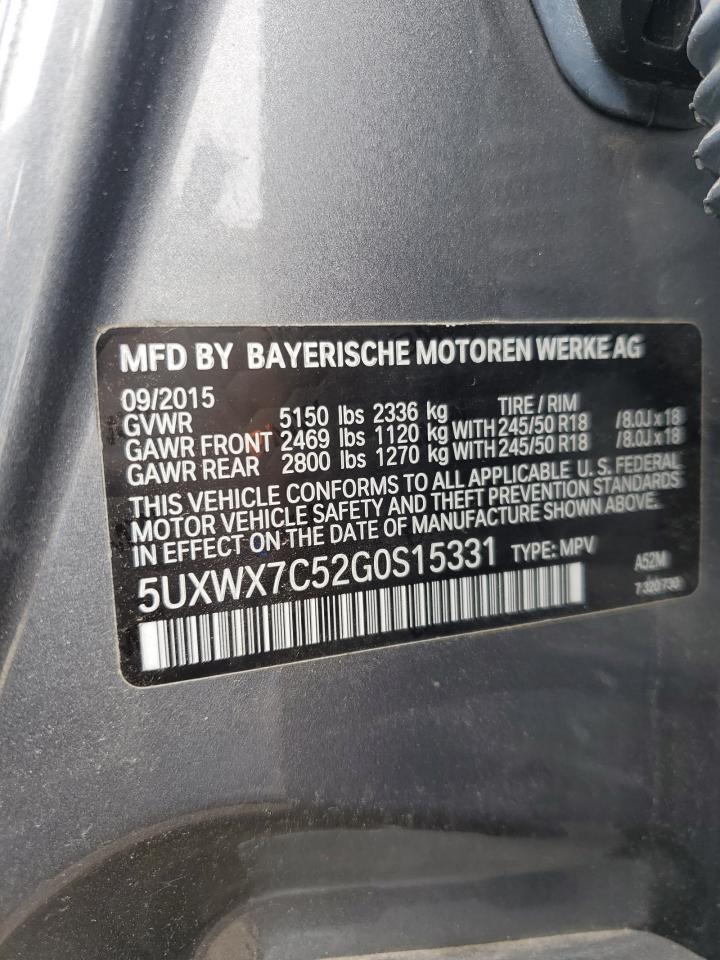 MFD BY BAYERISCHE MOTOREN WERKE AG
09/2015 TIRE / RIM
GVWR 5150 lbs 2336 kg
GAWR FRONT 2469 lbs 1120 kg WITH 245/50 R18 /8.0J x 18
GAWR REAR 2800 lbs 1270 kg WITH 245/50 R18 /8.0J x 18
THIS VEHICLE CONFORMS TO ALL APPLICABLE U.S. FEDERAL
MOTOR VEHICLE SAFETY AND THEFT PREVENTION STANDARDS
IN EFFECT ON THE DATE OF MANUFACTURE SHOWN ABOVE.
5UXWX7C52G0S15331 TYPE: MPV A52M
7 320 730